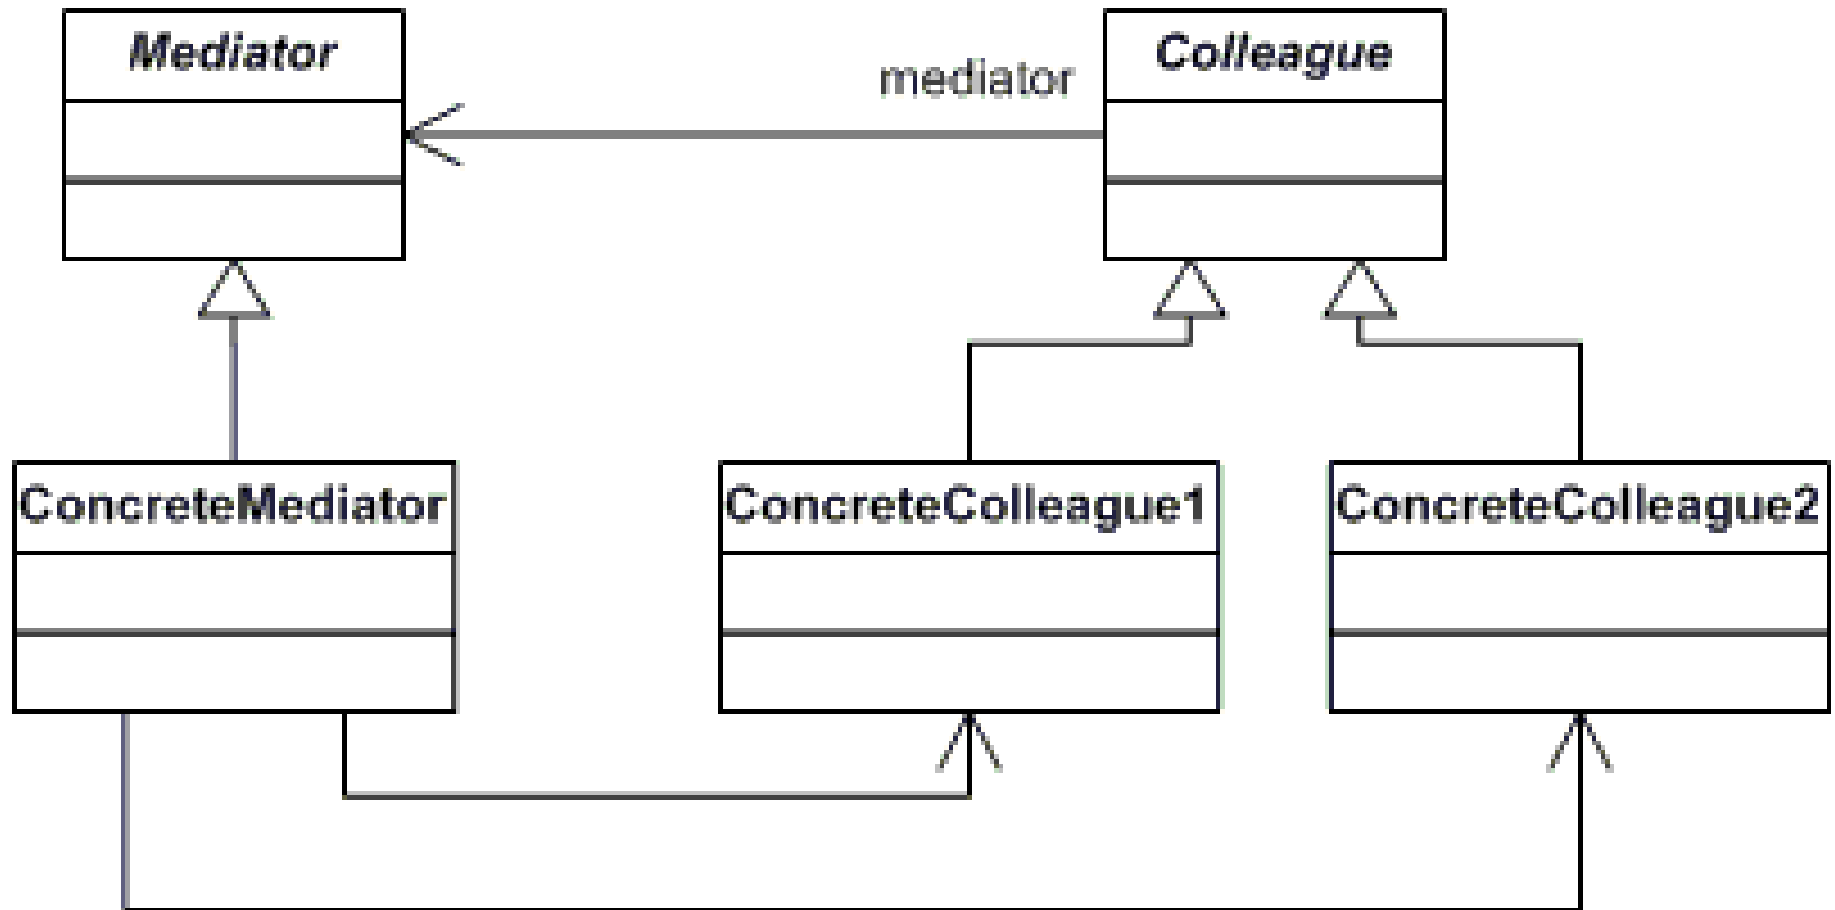 Mediator
mediator
Colleague
ConcreteMediator
ConcreteColleague1
ConcreteColleague2